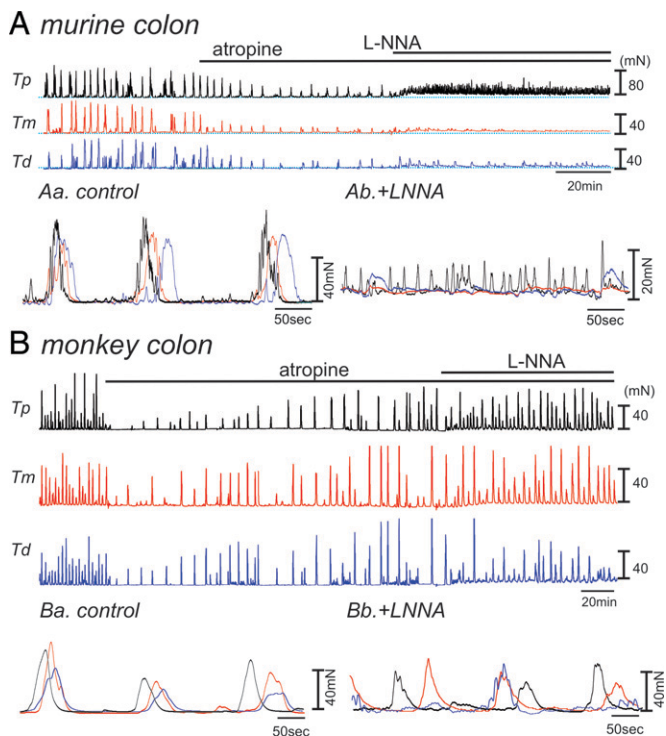 A murine colon
L-NNA
atropine
(mN)
Tp
80
Tm
40
Td
40
20min
Aa. control
Ab.+LNNA
40mN
20mN
50sec
50sec
B monkey colon
L-NNA
atropine
(mN)
Tp
40
Tm
40
Td
40
20min
Ba. control
Bb.+LNNA
40mN
40mN
50sec
50sec